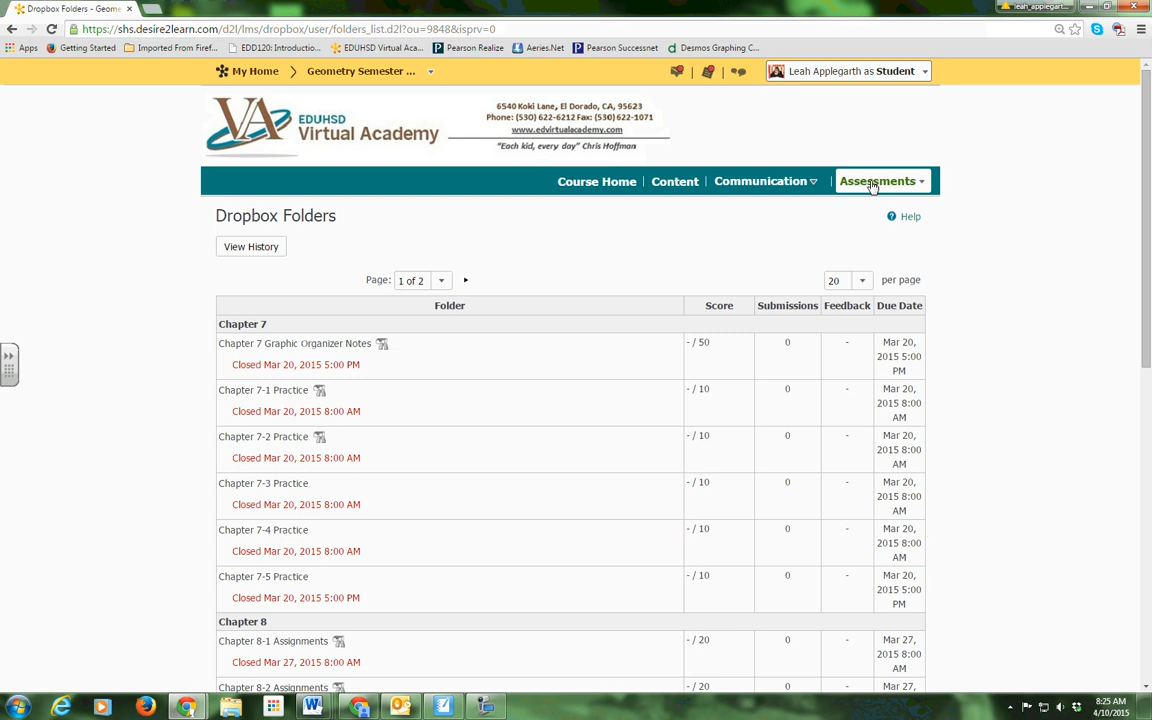 Dropbox Folders - Geome
leah_applegart...
https://shs.desire2learn.com/d2l/lms/dropbox/user/folders_list.d2l?ou=9848&isprv=0
Apps Getting Started Imported From Firef... EDD120: Introductio... EDUHSD Virtual Aca... Pearson Realize Aeries.Net Pearson Successnet Desmos Graphing C...
My Home Geometry Semester ... Leah Applegarth as Student
VA EDUHSD
Virtual Academy
6540 Koki Lane, El Dorado, CA, 95623
Phone: (530) 622-6212 Fax: (530) 622-1071
www.edvirtualacademy.com
"Each kid, every day" Chris Hoffman
Course Home Content Communication Assessments
Dropbox Folders
Help
View History
Page: 1 of 2 20 per page
Folder Score Submissions Feedback Due Date
Chapter 7
Chapter 7 Graphic Organizer Notes - / 50 0 - Mar 20,
2015 5:00
PM
Closed Mar 20, 2015 5:00 PM
Chapter 7-1 Practice - / 10 0 - Mar 20,
2015 8:00
AM
Closed Mar 20, 2015 8:00 AM
Chapter 7-2 Practice - / 10 0 - Mar 20,
2015 8:00
AM
Closed Mar 20, 2015 8:00 AM
Chapter 7-3 Practice - / 10 0 - Mar 20,
2015 8:00
AM
Closed Mar 20, 2015 8:00 AM
Chapter 7-4 Practice - / 10 0 - Mar 20,
2015 8:00
AM
Closed Mar 20, 2015 8:00 AM
Chapter 7-5 Practice - / 10 0 - Mar 20,
2015 5:00
PM
Closed Mar 20, 2015 5:00 PM
Chapter 8
Chapter 8-1 Assignments - / 20 0 - Mar 27,
2015 8:00
AM
Closed Mar 27, 2015 8:00 AM
Chapter 8-2 Assignments - / 20 0 - Mar 27,
8:25 AM
4/10/2015